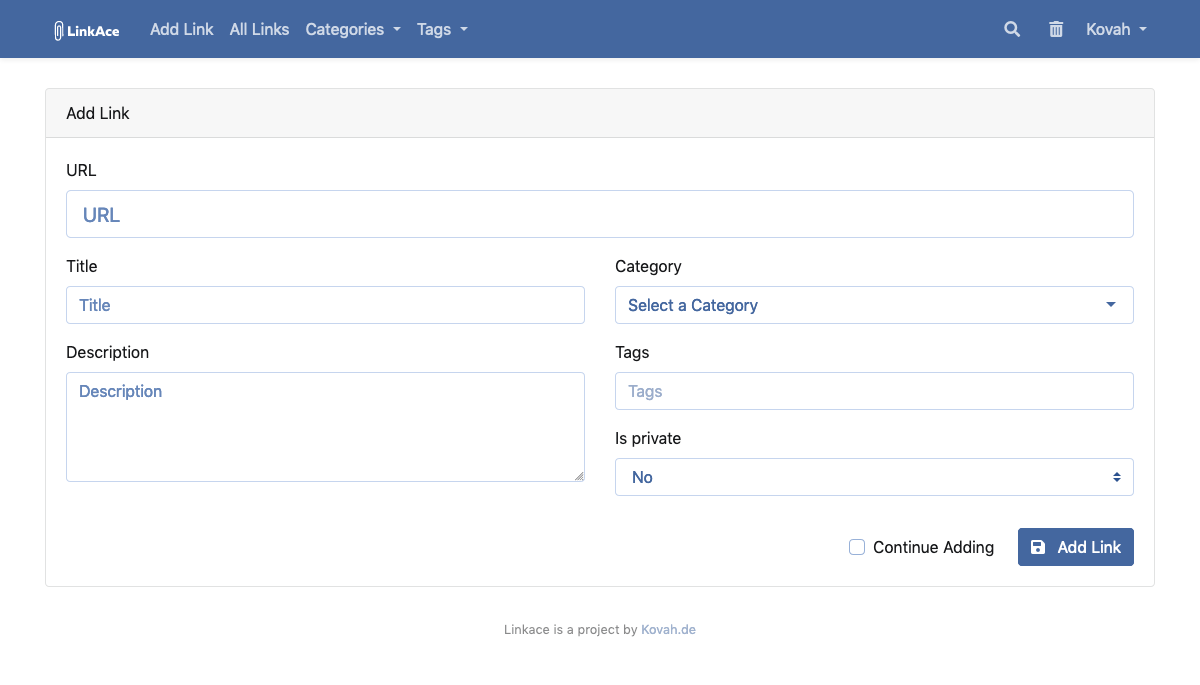 LinkAce Add Link All Links Categories Tags Kovah
Add Link
URL
URL
Title
Title
Category
Select a Category
Description
Description
Tags
Tags
Is private
No
Continue Adding Add Link
Linkace is a project by Kovah.de